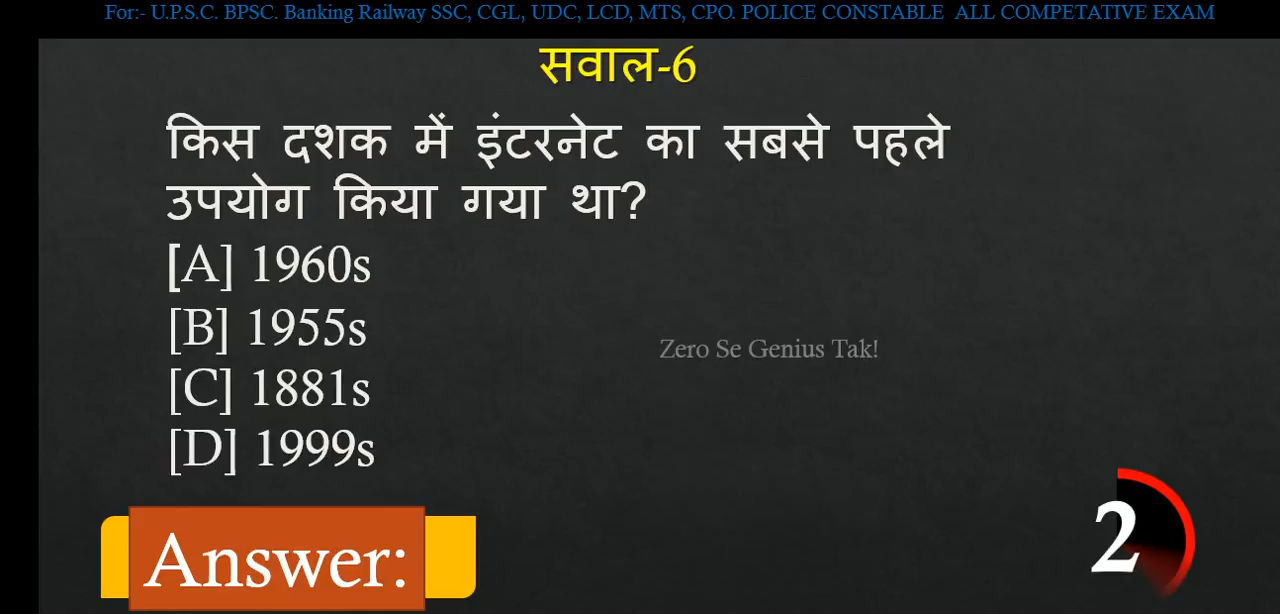 For:- U.P.S.C. BPSC. Banking Railway SSC, CGL, UDC, LCD, MTS, CPO. POLICE CONSTABLE ALL COMPETATIVE EXAM
सवाल-6
किस दशक में इंटरनेट का सबसे पहले
उपयोग किया गया था?
[A] 1960s
[B] 1955s
Zero Se Genius Tak!
[C] 1881s
[D] 1999s
Answer:
2